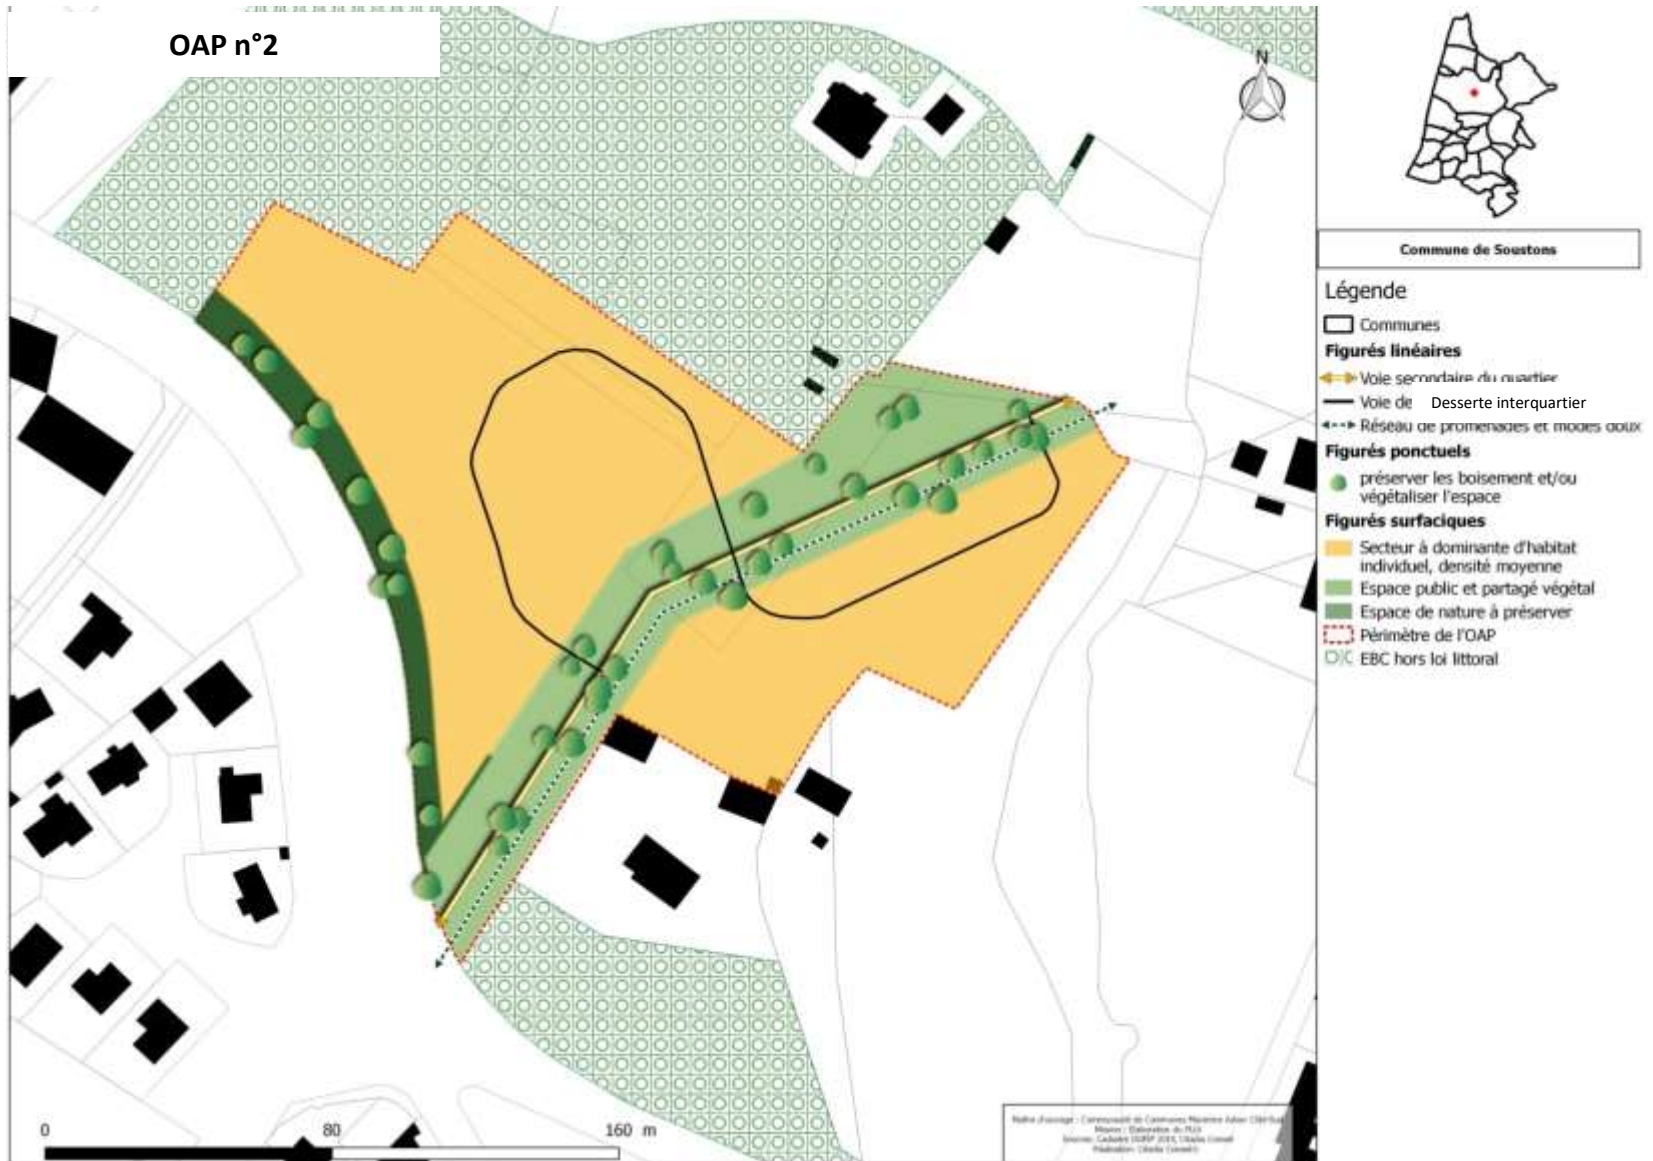 OAP n°2
N
Commune de Soustons
Légende
Communes
Figurés linéaires
Voie secondaire du quartier
Voie de Desserte interquartier
Réseau de promenades et modes doux
Figurés ponctuels
préserver les boisement et/ou
végétaliser l'espace
Figurés surfaciques
Secteur à dominante d'habitat
individuel, densité moyenne
Espace public et partagé végétal
Espace de nature à préserver
Périmètre de l'OAP
EBC hors loi littoral
0 80 160 m